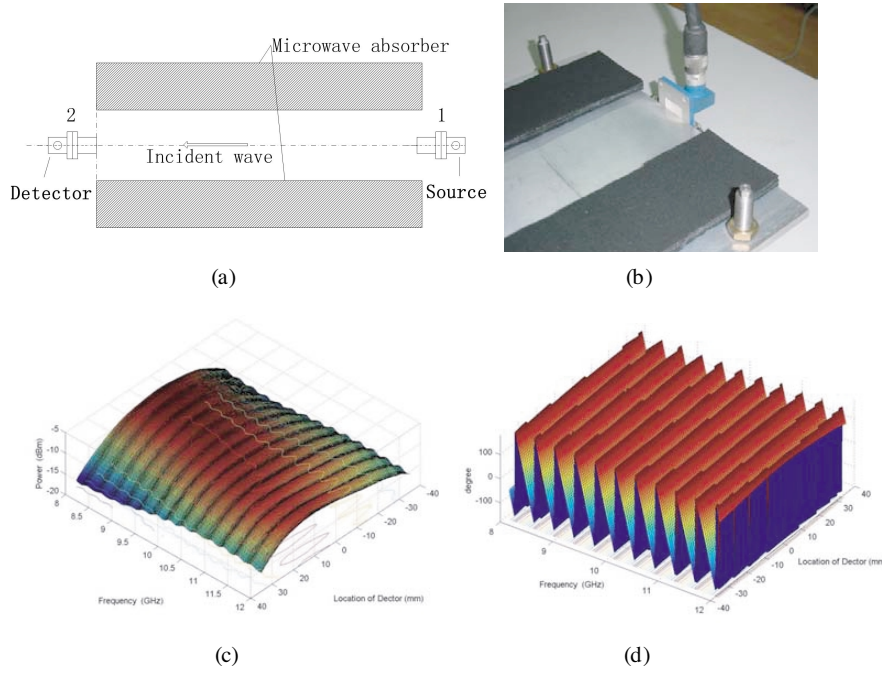 Microwave absorber
2
1
Incident wave
Detector
Source
(a)
(b)
-5
-10
-15
-20
Power (dBm)
8
8.5
9
9.5
10
10.5
11
11.5
12
Frequency (GHz)
40
30
20
10
0
-10
-20
-30
-40
Location of Dector (mm)
(c)
100
0
-100
degree
8
9
10
11
12
Frequency (GHz)
-40
-30
-20
-10
0
10
20
30
40
Location of Dector (mm
(d)